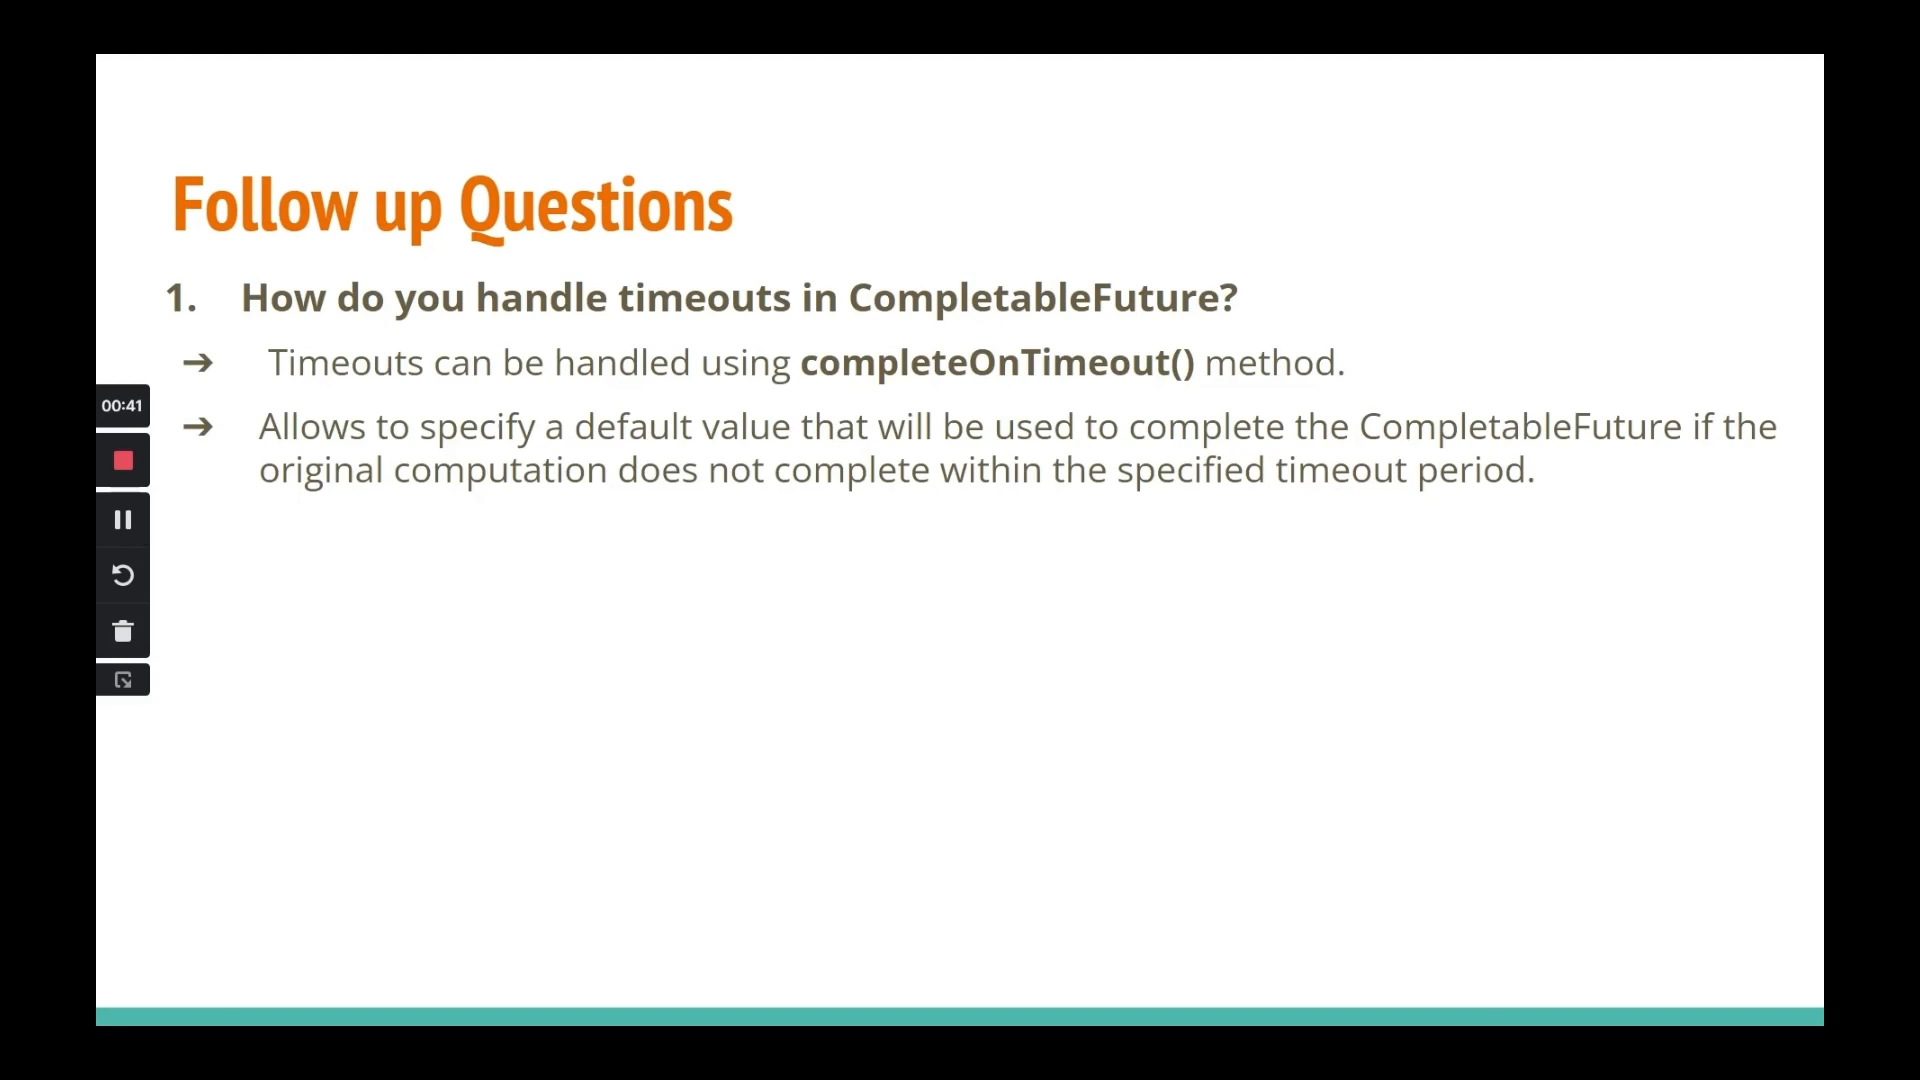 Follow up Questions
1. How do you handle timeouts in CompletableFuture?
➔ Timeouts can be handled using completeOnTimeout() method.
00:41
➔ Allows to specify a default value that will be used to complete the CompletableFuture if the
original computation does not complete within the specified timeout period.